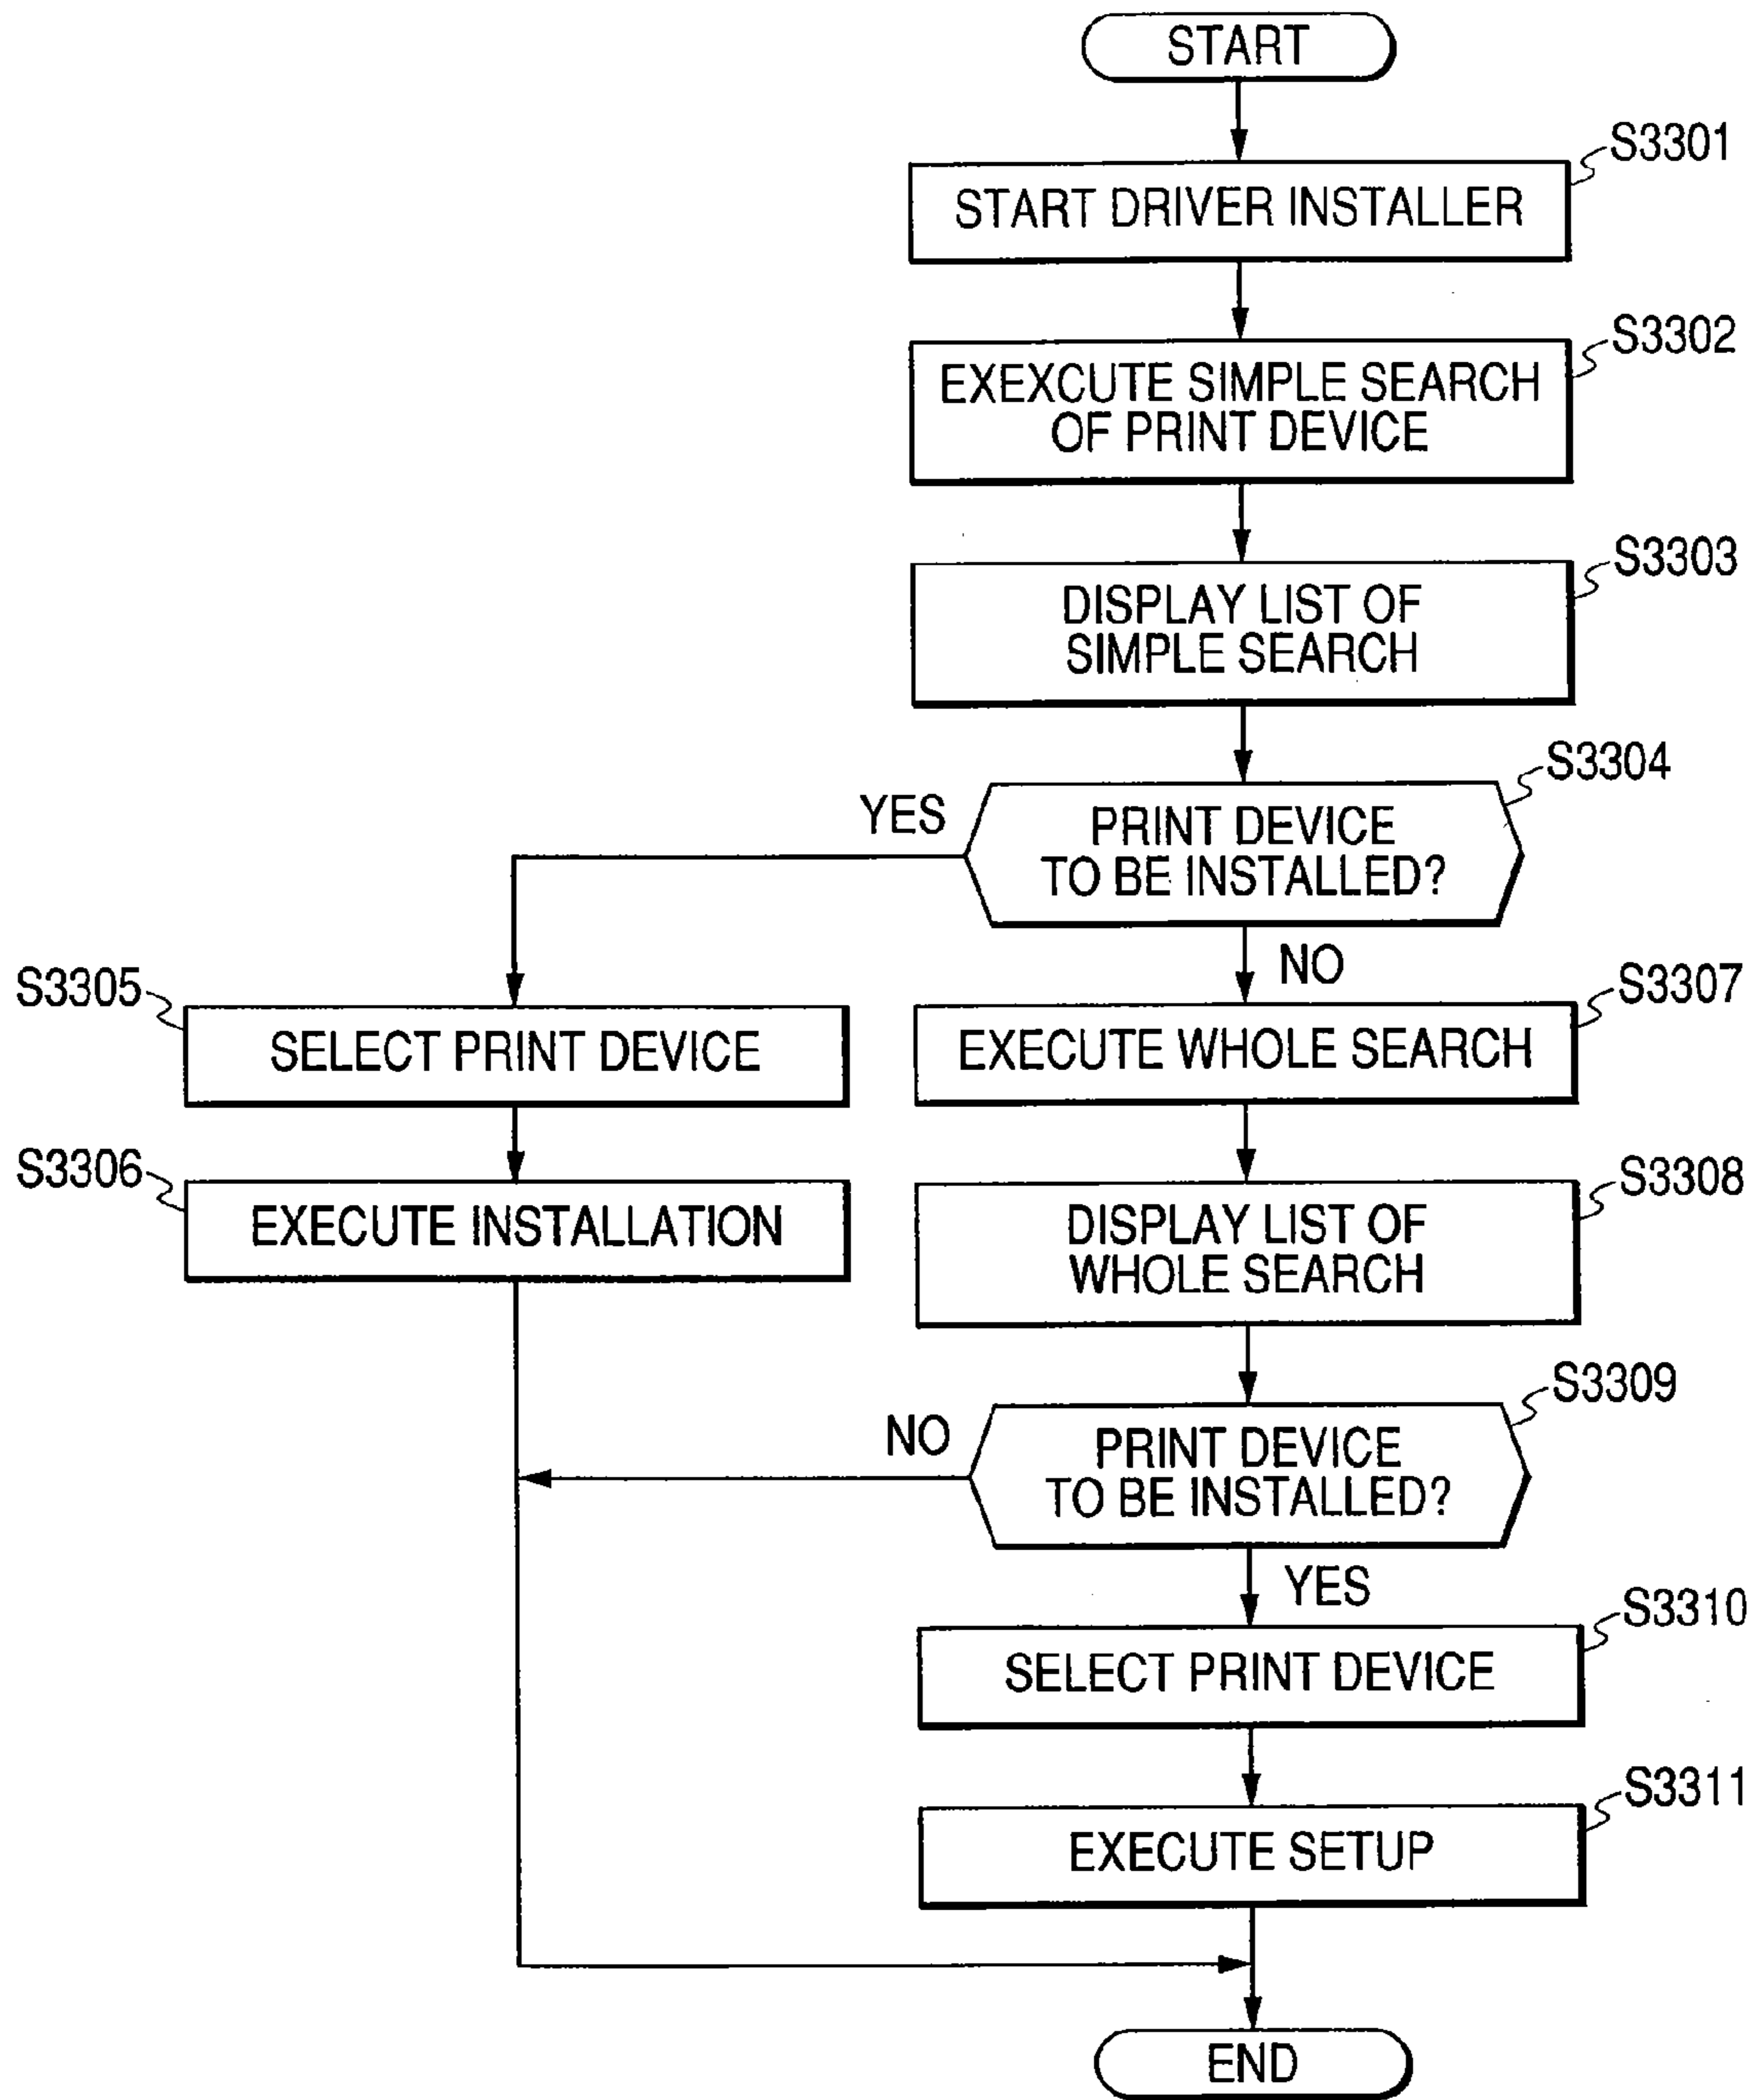 START
S3301
START DRIVER INSTALLER
S3302
EXEXCUTE SIMPLE SEARCH
OF PRINT DEVICE
S3303
DISPLAY LIST OF
SIMPLE SEARCH
S3304
PRINT DEVICE
TO BE INSTALLED?
YES
NO
S3305
SELECT PRINT DEVICE
S3306
EXECUTE INSTALLATION
S3307
EXECUTE WHOLE SEARCH
S3308
DISPLAY LIST OF
WHOLE SEARCH
S3309
PRINT DEVICE
TO BE INSTALLED?
NO
YES
S3310
SELECT PRINT DEVICE
S3311
EXECUTE SETUP
END